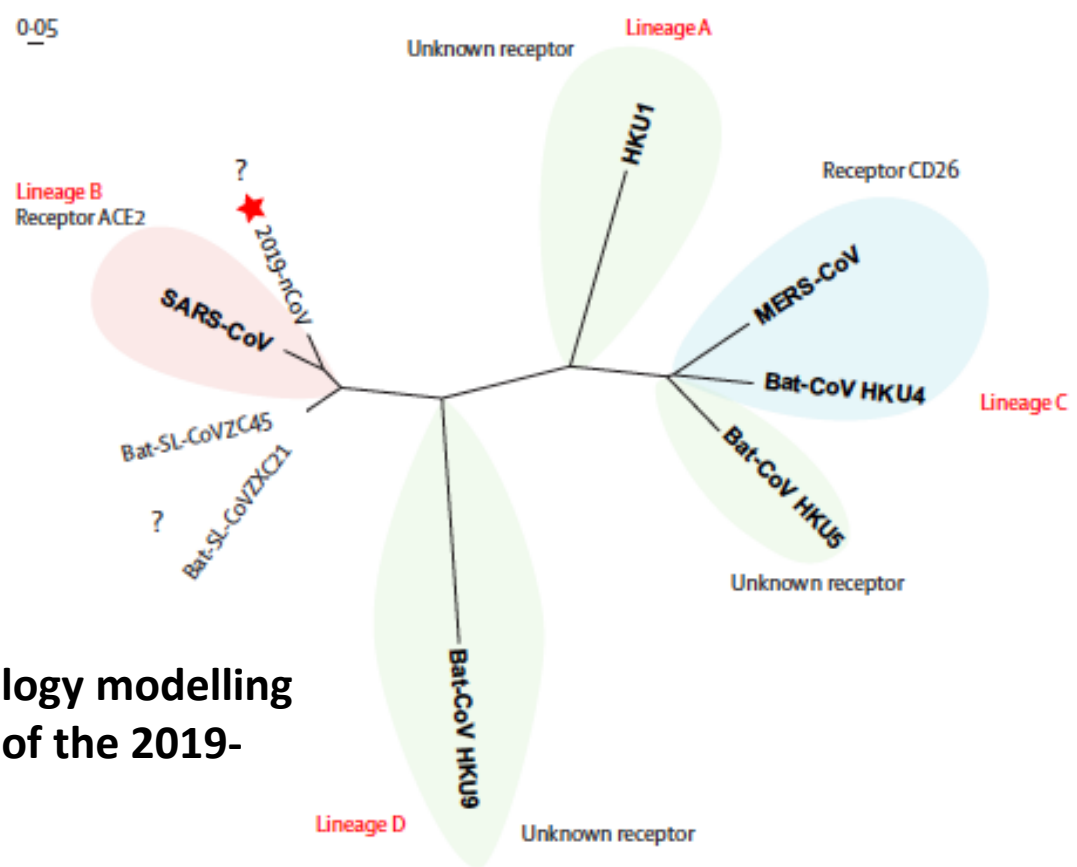 0·05
Lineage A
Unknown receptor
HKU1
?
Receptor CD26
Lineage B
Receptor ACE2
2019-nCoV
SARS-CoV
MERS-CoV
Bat-CoV HKU4
Lineage C
Bat-SL-CoVZC45
Bat-SL-CoVZXC21
?
Bat-CoV HKU5
Unknown receptor
Bat-CoV HKU9
logy modelling
of the 2019-
Lineage D
Unknown receptor